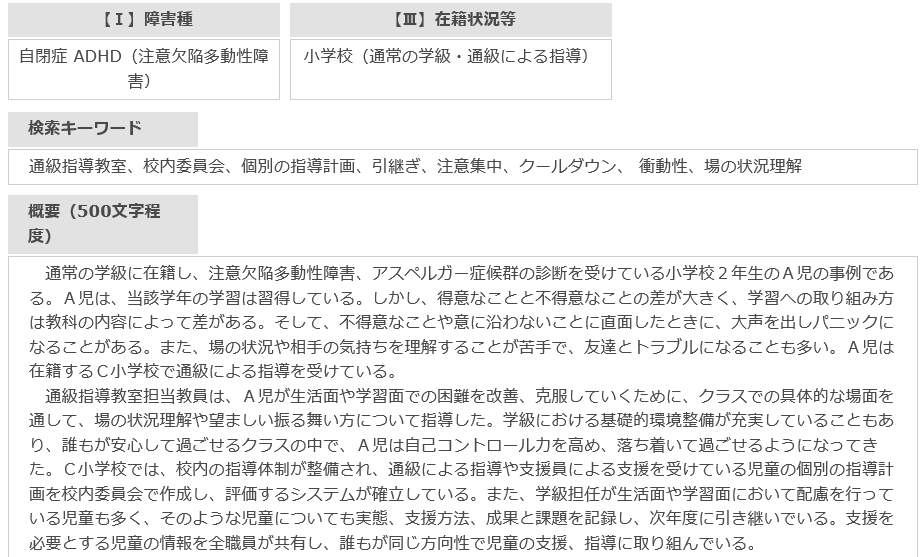 【Ⅰ】障害種
【Ⅲ】在籍状況等
自閉症 ADHD（注意欠陥多動性障
害）
小学校（通常の学級・通級による指導）
検索キーワード
通級指導教室、校内委員会、個別の指導計画、引継ぎ、注意集中、クールダウン、 衝動性、場の状況理解
概要（500文字程
度）
　通常の学級に在籍し、注意欠陥多動性障害、アスペルガー症候群の診断を受けている小学校２年生のＡ児の事例であ
る。Ａ児は、当該学年の学習は習得している。しかし、得意なことと不得意なことの差が大きく、学習への取り組み方
は教科の内容によって差がある。そして、不得意なことや意に沿わないことに直面したときに、大声を出しパニックに
なることがある。また、場の状況や相手の気持ちを理解することが苦手で、友達とトラブルになることも多い。Ａ児は
在籍するＣ小学校で通級による指導を受けている。
　通級指導教室担当教員は、Ａ児が生活面や学習面での困難を改善、克服していくために、クラスでの具体的な場面を
通して、場の状況理解や望ましい振る舞い方について指導した。学級における基礎的環境整備が充実していることもあ
り、誰もが安心して過ごせるクラスの中で、Ａ児は自己コントロール力を高め、落ち着いて過ごせるようになってき
た。Ｃ小学校では、校内の指導体制が整備され、通級による指導や支援員による支援を受けている児童の個別の指導計
画を校内委員会で作成し、評価するシステムが確立している。また、学級担任が生活面や学習面において配慮を行って
いる児童も多く、そのような児童についても実態、支援方法、成果と課題を記録し、次年度に引き継いでいる。支援を
必要とする児童の情報を全職員が共有し、誰もが同じ方向性で児童の支援、指導に取り組んでいる。